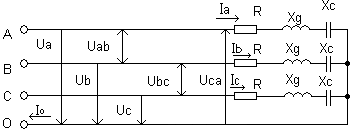 Ia R Xg Xc
A
Ua Uab
Ib R Xg Xc
B
Ub Ubc Uca
Ic R Xg Xc
C
Io Uc
O